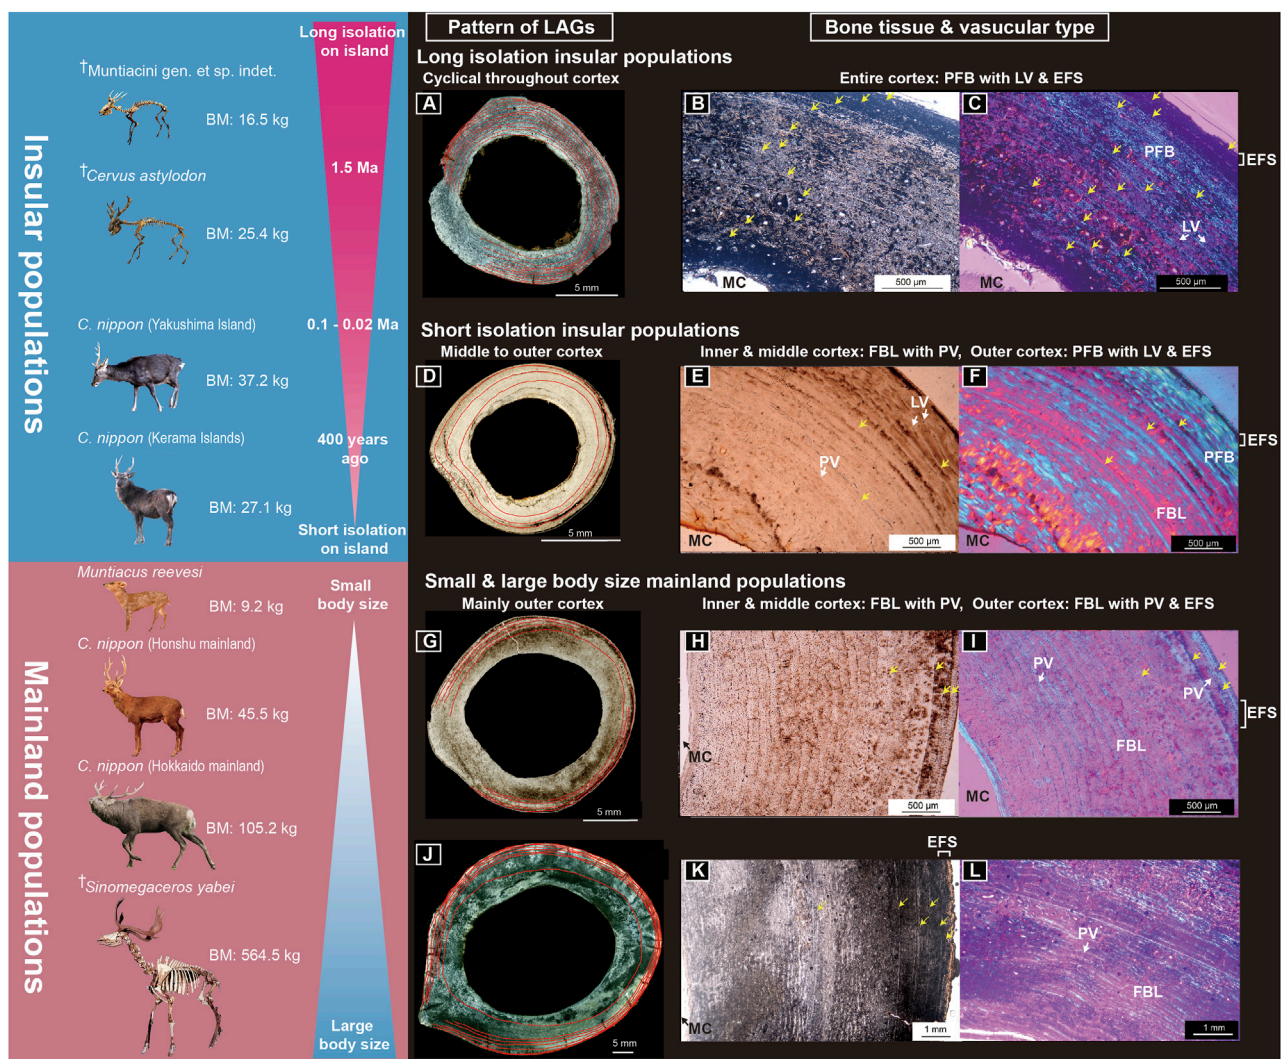 Insular populations
Long isolation
on island
†Muntiacini gen. et sp. indet.
BM: 16.5 kg
1.5 Ma
†Cervus astylodon
BM: 25.4 kg
C. nippon (Yakushima Island)
0.1 - 0.02 Ma
BM: 37.2 kg
C. nippon (Kerama Islands)
400 years
ago
BM: 27.1 kg
Short isolation
on island
Mainland populations
Muntiacus reevesi
Small
body size
BM: 9.2 kg
C. nippon (Honshu mainland)
BM: 45.5 kg
C. nippon (Hokkaido mainland)
BM: 105.2 kg
†Sinomegaceros yabei
BM: 564.5 kg
Large
body size
Pattern of LAGs
Bone tissue & vasucular type
Long isolation insular populations
Cyclical throughout cortex
Entire cortex: PFB with LV & EFS
A
5 mm
B
MC
500 µm
C
PFB
LV
MC
500 µm
EFS
Short isolation insular populations
Middle to outer cortex
Inner & middle cortex: FBL with PV, Outer cortex: PFB with LV & EFS
D
5 mm
E
LV
PV
MC
500 µm
F
PFB
FBL
MC
500 µm
EFS
Small & large body size mainland populations
Mainly outer cortex
Inner & middle cortex: FBL with PV, Outer cortex: FBL with PV & EFS
G
5 mm
H
MC
500 µm
I
PV
PV
FBL
MC
500 µm
EFS
J
5 mm
EFS
K
MC
1 mm
L
PV
FBL
1 mm